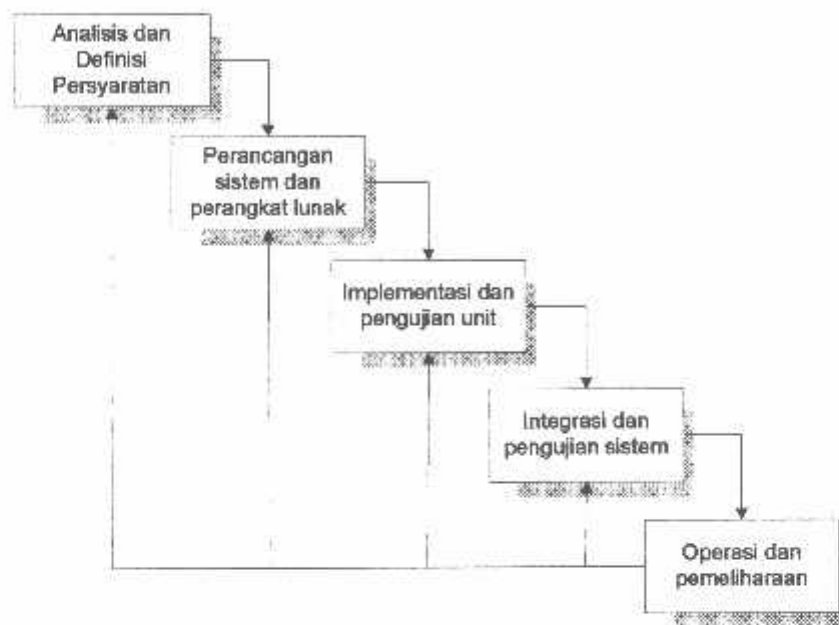 Analisis dan
Definisi
Persyaratan
Perancangan
sistem dan
perangkat lunak
Implementasi dan
pengujian unit
Integrasi dan
pengujian sistem
Operasi dan
pemeliharaan